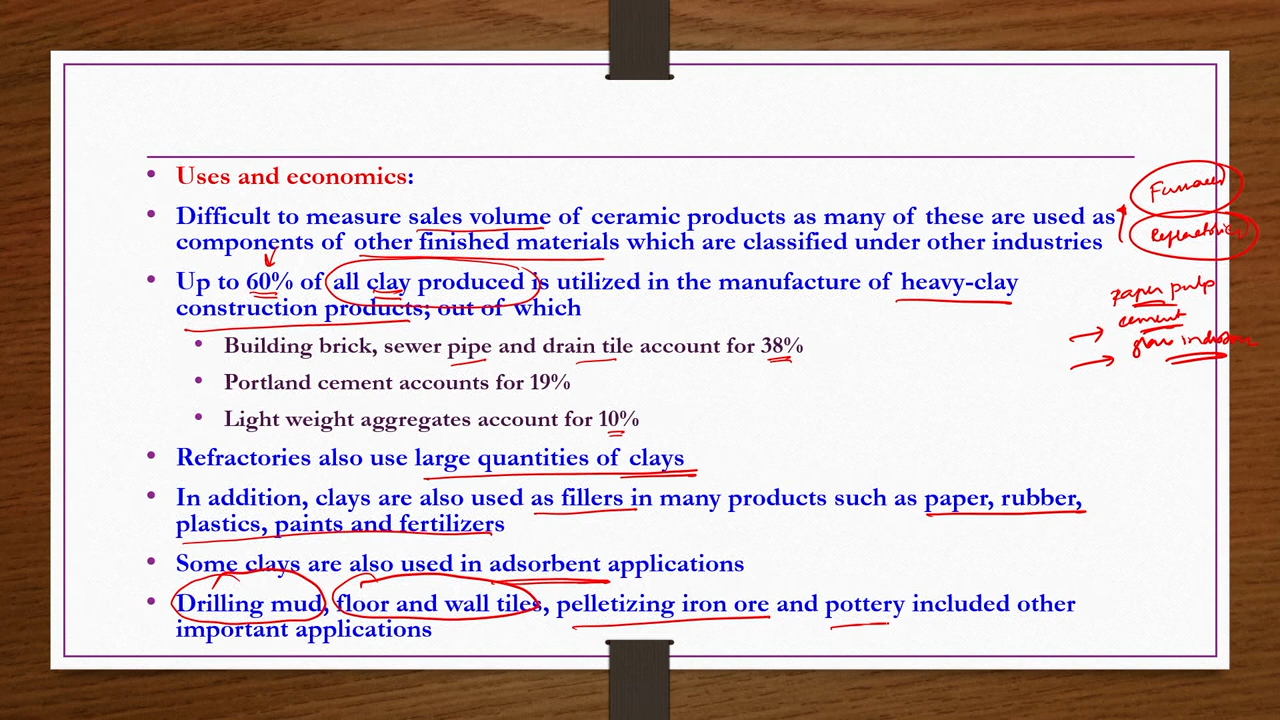 Uses and economics:
Difficult to measure sales volume of ceramic products as many of these are used as
components of other finished materials which are classified under other industries
Up to 60% of all clay produced is utilized in the manufacture of heavy-clay
construction products; out of which
Building brick, sewer pipe and drain tile account for 38%
Portland cement accounts for 19%
Light weight aggregates account for 10%
Refractories also use large quantities of clays
In addition, clays are also used as fillers in many products such as paper, rubber,
plastics, paints and fertilizers
Some clays are also used in adsorbent applications
Drilling mud, floor and wall tiles, pelletizing iron ore and pottery included other
important applications
Refractories
paper pulp
cement